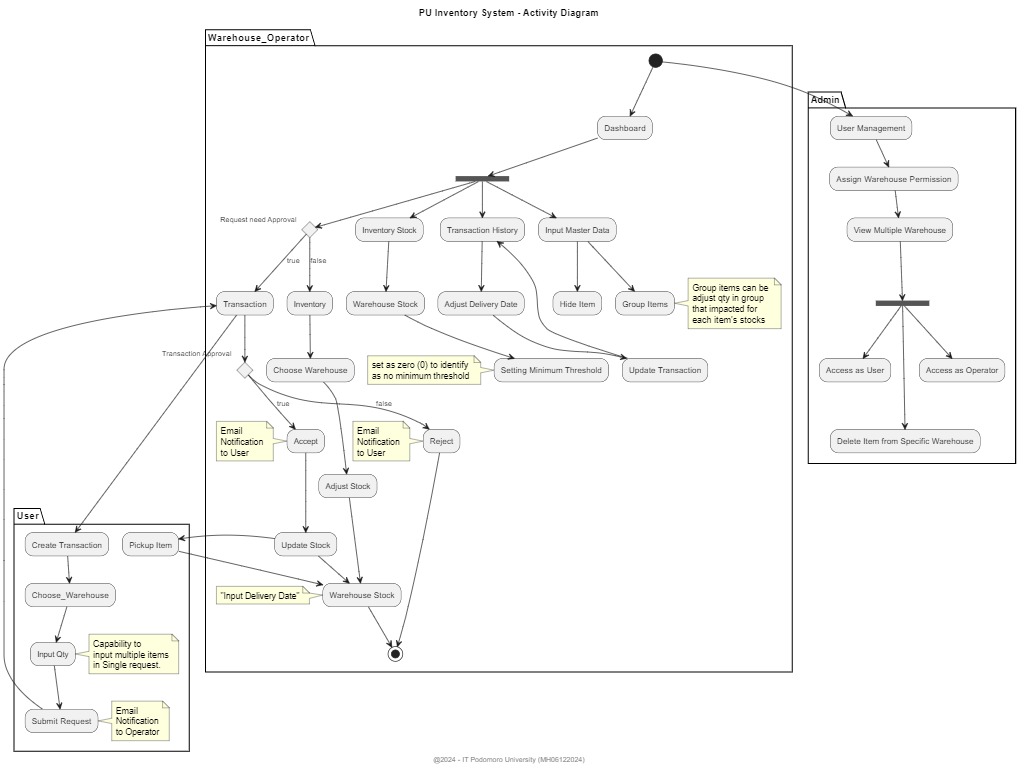 PU Inventory System - Activity Diagram
Warehouse_Operator
Admin
Dashboard
User Management
Assign Warehouse Permission
Request need Approval
Inventory Stock
Transaction History
Input Master Data
View Multiple Warehouse
true
false
Transaction
Inventory
Warehouse Stock
Adjust Delivery Date
Hide Item
Group Items
Group items can be
adjust qty in group
that impacted for
each item's stocks
Transaction Approval
Choose Warehouse
set as zero (0) to identify
as no minimum threshold
Setting Minimum Threshold
Update Transaction
Access as User
Access as Operator
true
false
Email
Notification
to User
Accept
Email
Notification
to User
Reject
Delete Item from Specific Warehouse
Adjust Stock
User
Create Transaction
Pickup Item
Update Stock
Choose_Warehouse
"Input Delivery Date"
Warehouse Stock
Input Qty
Capability to
input multiple items
in Single request.
Submit Request
Email
Notification
to Operator
@2024 - IT Podomoro University (MH06122024)